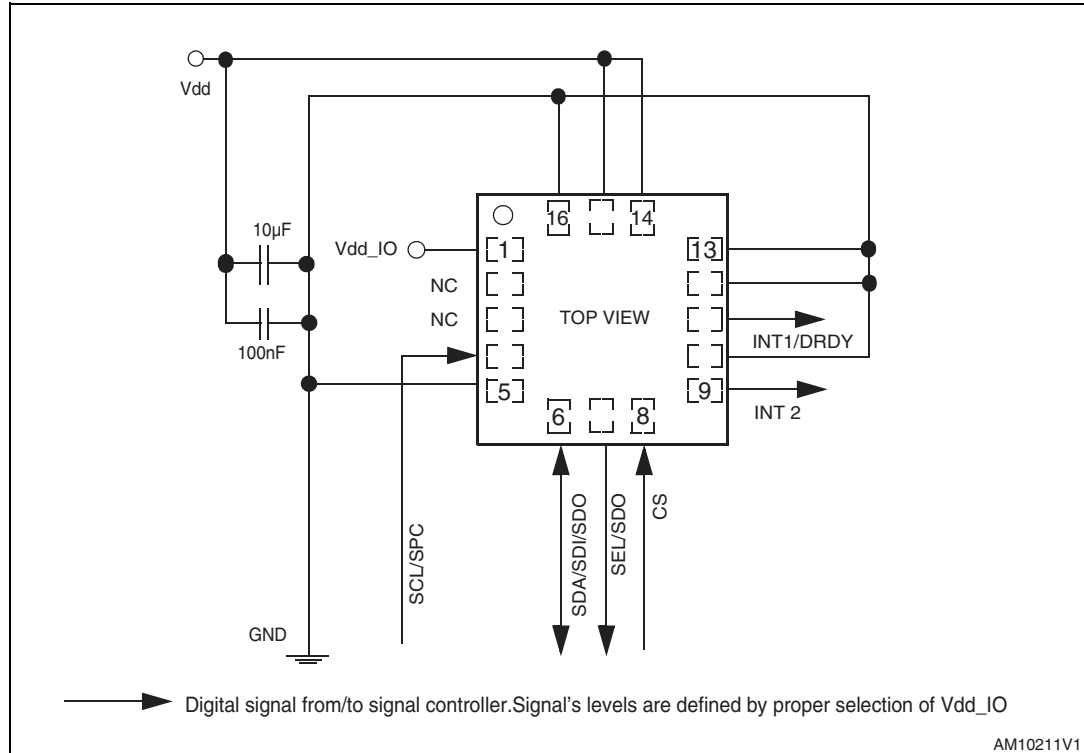 Vdd
10µF
100nF
Vdd_IO
NC
NC
16
14
1
13
TOP VIEW
5
9
6
8
INT1/DRDY
INT 2
SCL/SPC
SDA/SDI/SDO
SEL/SDO
CS
GND
Digital signal from/to signal controller.Signal's levels are defined by proper selection of Vdd_IO
AM10211V1